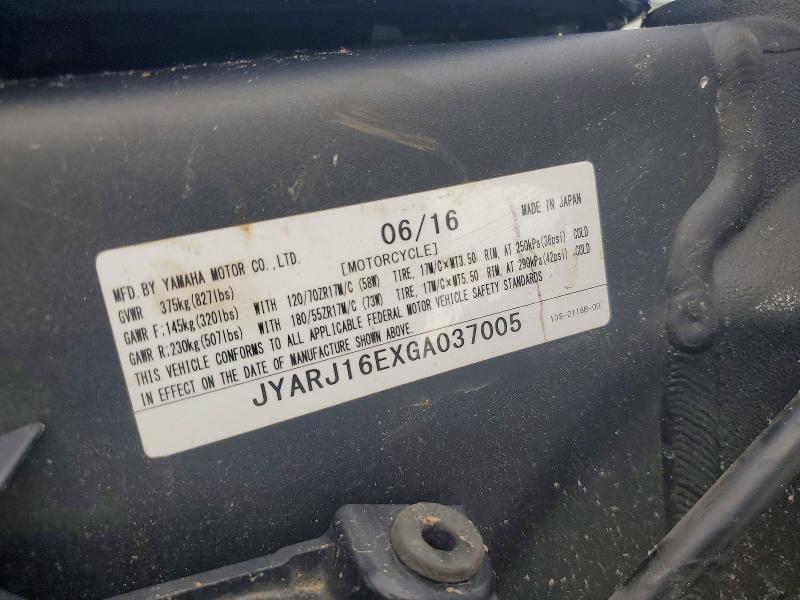 MFD. BY YAMAHA MOTOR CO., LTD. 06/16 MADE IN JAPAN
GVWR 375kg(827lbs) [MOTORCYCLE]
GAWR F:145kg(320lbs) WITH 120/70ZR17M/C (58W) TIRE, 17M/C×MT3.50 RIM, AT 250kPa(36psi) COLD
GAWR R:230kg(507lbs) WITH 180/55ZR17M/C (73W) TIRE, 17M/C×MT5.50 RIM, AT 290kPa(42psi) COLD
THIS VEHICLE CONFORMS TO ALL APPLICABLE FEDERAL MOTOR VEHICLE SAFETY STANDARDS
IN EFFECT ON THE DATE OF MANUFACTURE SHOWN ABOVE.
13S-2118B-00
JYARJ16EXGA037005